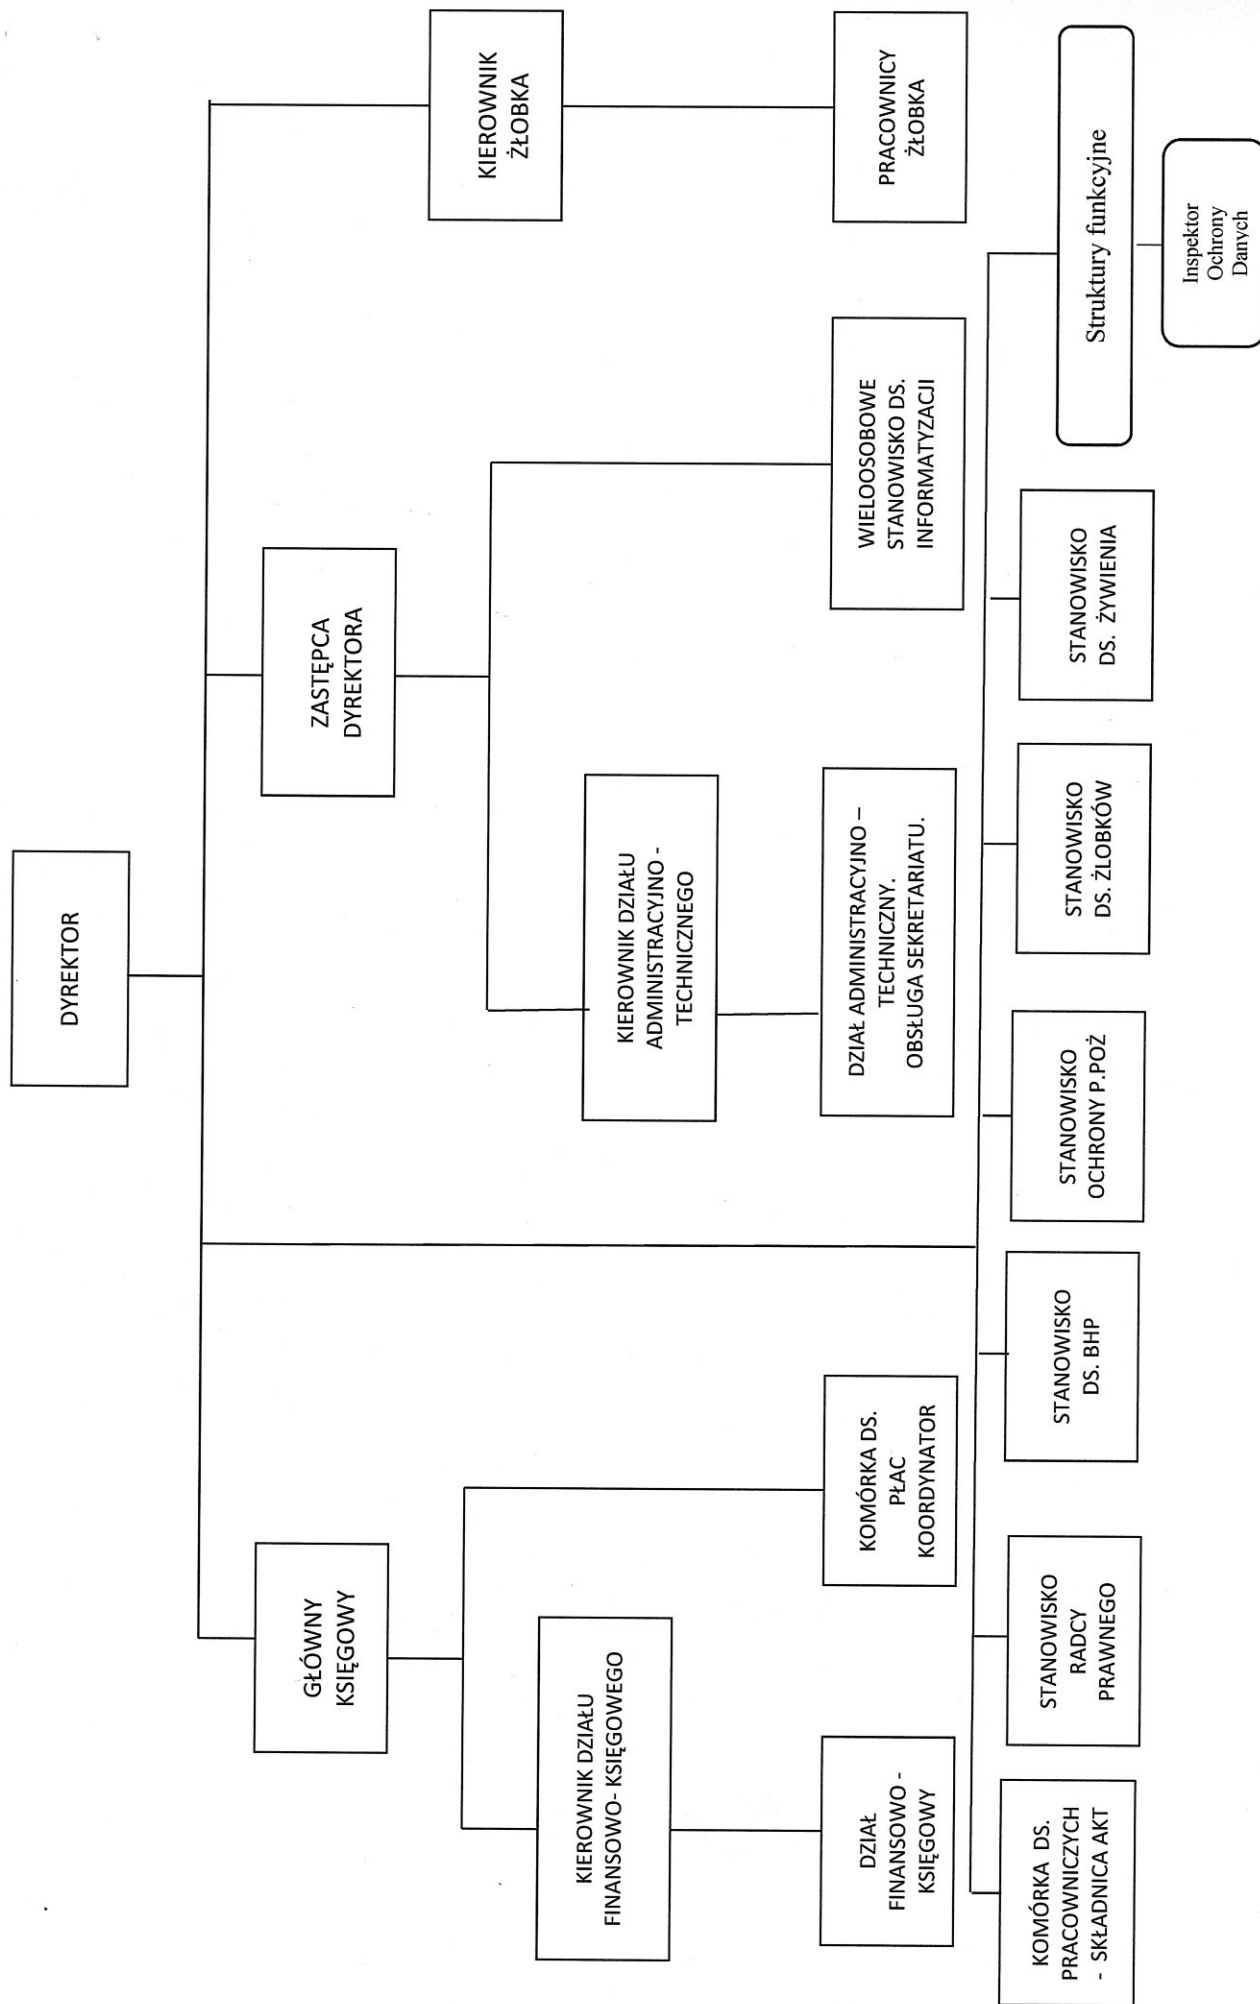 DYREKTOR
GŁÓWNY
KSIĘGOWY
ZASTĘPCA
DYREKTORA
KIEROWNIK
ŻŁOBKA
KIEROWNIK DZIAŁU
FINANSOWO- KSIĘGOWEGO
KIEROWNIK DZIAŁU
ADMINISTRACYJNO -
TECHNICZNEGO
DZIAŁ
FINANSOWO -
KSIĘGOWY
KOMÓRKA DS.
PŁAC
KOORDYNATOR
DZIAŁ ADMINISTRACYJNO –
TECHNICZNY.
OBSŁUGA SEKRETARIATU.
WIELOOSOBOWE
STANOWISKO DS.
INFORMATYZACJI
PRACOWNICY
ŻŁOBKA
KOMÓRKA DS.
PRACOWNICZYCH
- SKŁADNICA AKT
STANOWISKO
RADCY
PRAWNEGO
STANOWISKO
DS. BHP
STANOWISKO
OCHRONY P.POŻ
STANOWISKO
DS. ŻLOBKÓW
STANOWISKO
DS. ŻYWIENIA
Struktury funkcyjne
Inspektor
Ochrony
Danych